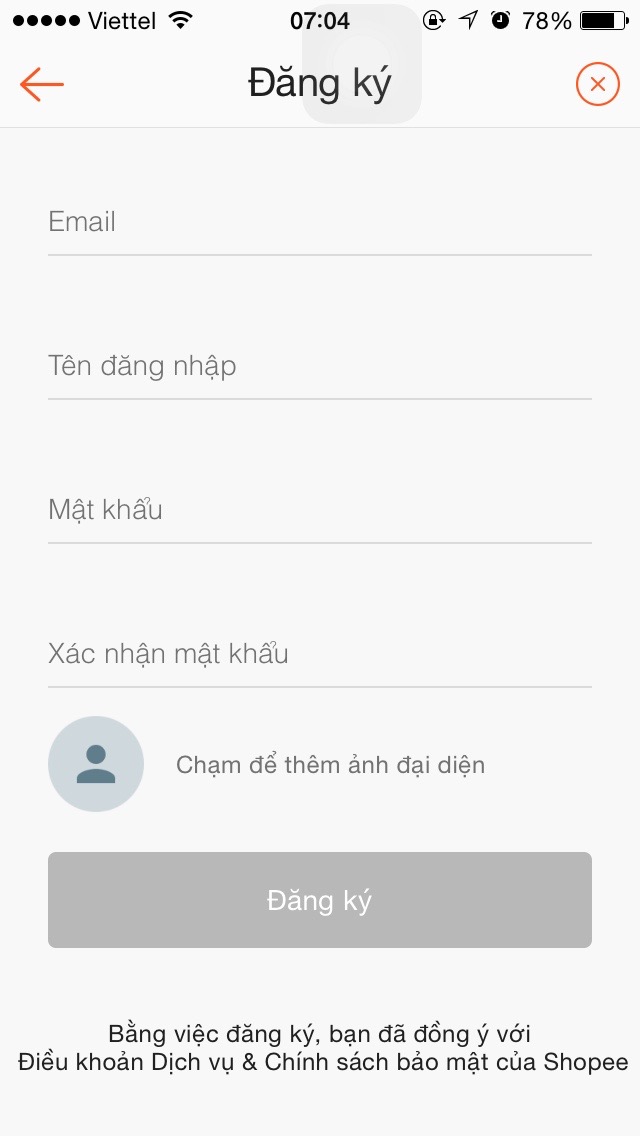 Viettel 07:04 78%
Đăng ký
Email
Tên đăng nhập
Mật khẩu
Xác nhận mật khẩu
Chạm để thêm ảnh đại diện
Đăng ký
Bằng việc đăng ký, bạn đã đồng ý với
Điều khoản Dịch vụ & Chính sách bảo mật của Shopee